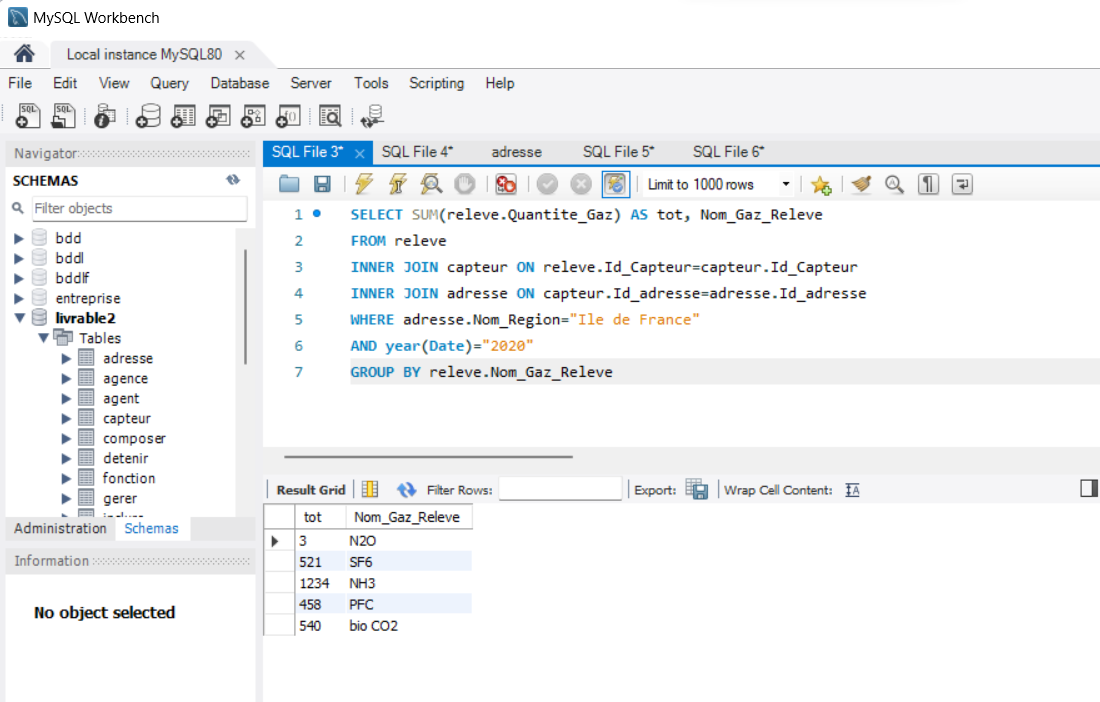 MySQL Workbench
Local instance MySQL80
File Edit View Query Database Server Tools Scripting Help
Navigator
SCHEMAS
Filter objects
bdd
bddl
bddlf
entreprise
livrable2
Tables
adresse
agence
agent
capteur
composer
detenir
fonction
gerer
Administration Schemas
Information
No object selected
SQL File 3* SQL File 4* adresse SQL File 5* SQL File 6*
Limit to 1000 rows
1 SELECT SUM(releve.Quantite_Gaz) AS tot, Nom_Gaz_Releve
2 FROM releve
3 INNER JOIN capteur ON releve.Id_Capteur=capteur.Id_Capteur
4 INNER JOIN adresse ON capteur.Id_adresse=adresse.Id_adresse
5 WHERE adresse.Nom_Region="Ile de France"
6 AND year(Date)="2020"
7 GROUP BY releve.Nom_Gaz_Releve
Result Grid Filter Rows: Export: Wrap Cell Content:
tot Nom_Gaz_Releve
3 N2O
521 SF6
1234 NH3
458 PFC
540 bio CO2